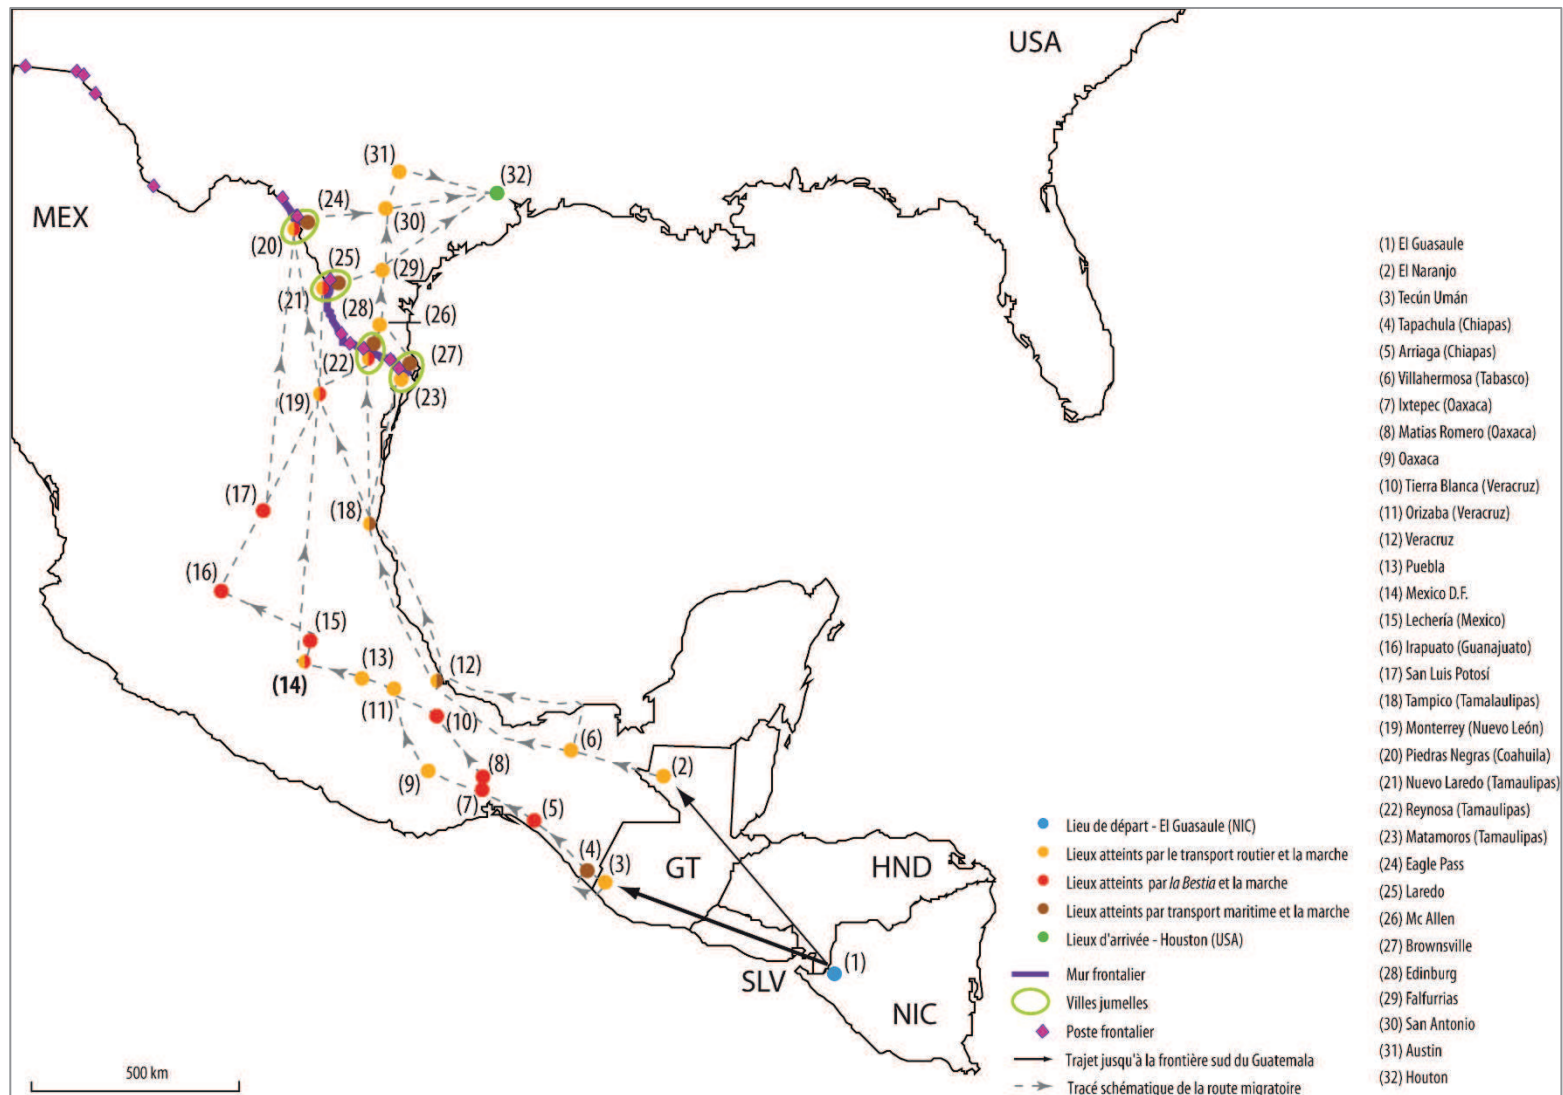 USA
MEX
(31)
(32)
(24)
(30)
(20)
(25)
(29)
(21)
(28)
(26)
(22)
(27)
(19)
(23)
(17)
(18)
(16)
(15)
(14)
(13)
(12)
(11)
(10)
(6)
(9)
(8)
(2)
(7)
(5)
(4)
(3)
GT
HND
SLV
(1)
NIC
500 km
Lieu de départ - El Guasaule (NIC)
Lieux atteints par le transport routier et la marche
Lieux atteints par la Bestia et la marche
Lieux atteints par transport maritime et la marche
Lieux d'arrivée - Houston (USA)
Mur frontalier
Villes jumelles
Poste frontalier
Trajet jusqu'à la frontière sud du Guatemala
Tracé schématique de la route migratoire
(1) El Guasaule
(2) El Naranjo
(3) Tecún Umán
(4) Tapachula (Chiapas)
(5) Arriaga (Chiapas)
(6) Villahermosa (Tabasco)
(7) Ixtepec (Oaxaca)
(8) Matias Romero (Oaxaca)
(9) Oaxaca
(10) Tierra Blanca (Veracruz)
(11) Orizaba (Veracruz)
(12) Veracruz
(13) Puebla
(14) Mexico D.F.
(15) Lechería (Mexico)
(16) Irapuato (Guanajuato)
(17) San Luis Potosí
(18) Tampico (Tamalaulipas)
(19) Monterrey (Nuevo León)
(20) Piedras Negras (Coahuila)
(21) Nuevo Laredo (Tamaulipas)
(22) Reynosa (Tamaulipas)
(23) Matamoros (Tamaulipas)
(24) Eagle Pass
(25) Laredo
(26) Mc Allen
(27) Brownsville
(28) Edinburg
(29) Falfurrias
(30) San Antonio
(31) Austin
(32) Houton